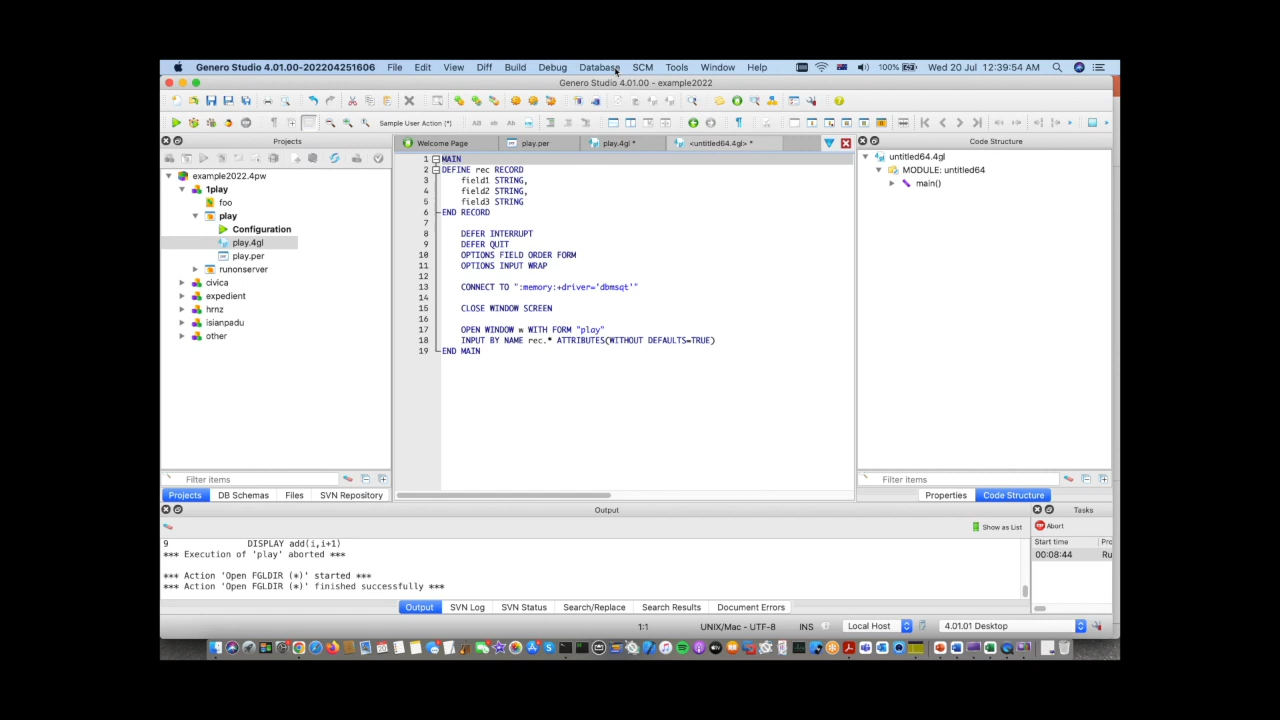 Genero Studio 4.01.00-202204251606 File Edit View Diff Build Debug Database SCM Tools Window Help 100% Wed 20 Jul 12:39:54 AM
Genero Studio 4.01.00 - example2022
Sample User Action (*)
Projects
Welcome Page play.per play.4gl * <untitled64.4gl> *
Code Structure
example2022.4pw
1play
foo
play
Configuration
play.4gl
play.per
runonserver
civica
expedient
hrnz
isianpadu
other
1 MAIN
2 DEFINE rec RECORD
3 field1 STRING,
4 field2 STRING,
5 field3 STRING
6 END RECORD
7
8 DEFER INTERRUPT
9 DEFER QUIT
10 OPTIONS FIELD ORDER FORM
11 OPTIONS INPUT WRAP
12
13 CONNECT TO ":memory:+driver='dbmsqt'"
14
15 CLOSE WINDOW SCREEN
16
17 OPEN WINDOW w WITH FORM "play"
18 INPUT BY NAME rec.* ATTRIBUTES(WITHOUT DEFAULTS=TRUE)
19 END MAIN
untitled64.4gl
MODULE: untitled64
main()
Filter items
Filter items
Projects DB Schemas Files SVN Repository
Properties Code Structure
Output
Tasks
Show as List
Abort
9 DISPLAY add(i,i+1)
*** Execution of 'play' aborted ***
*** Action 'Open FGLDIR (*)' started ***
*** Action 'Open FGLDIR (*)' finished successfully ***
Start time Pro
00:08:44 Ru
Output SVN Log SVN Status Search/Replace Search Results Document Errors
1:1 UNIX/Mac - UTF-8 INS Local Host 4.01.01 Desktop